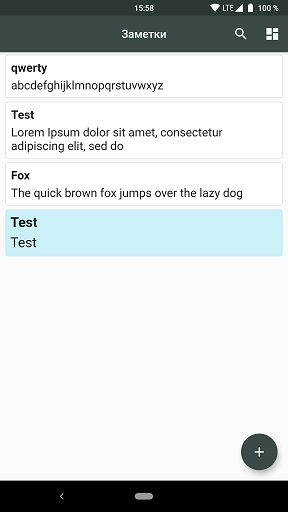 15:58 LTE 100 %
Заметки
qwerty
abcdefghijklmnopqrstuvwxyz
Test
Lorem Ipsum dolor sit amet, consectetur
adipiscing elit, sed do
Fox
The quick brown fox jumps over the lazy dog
Test
Test